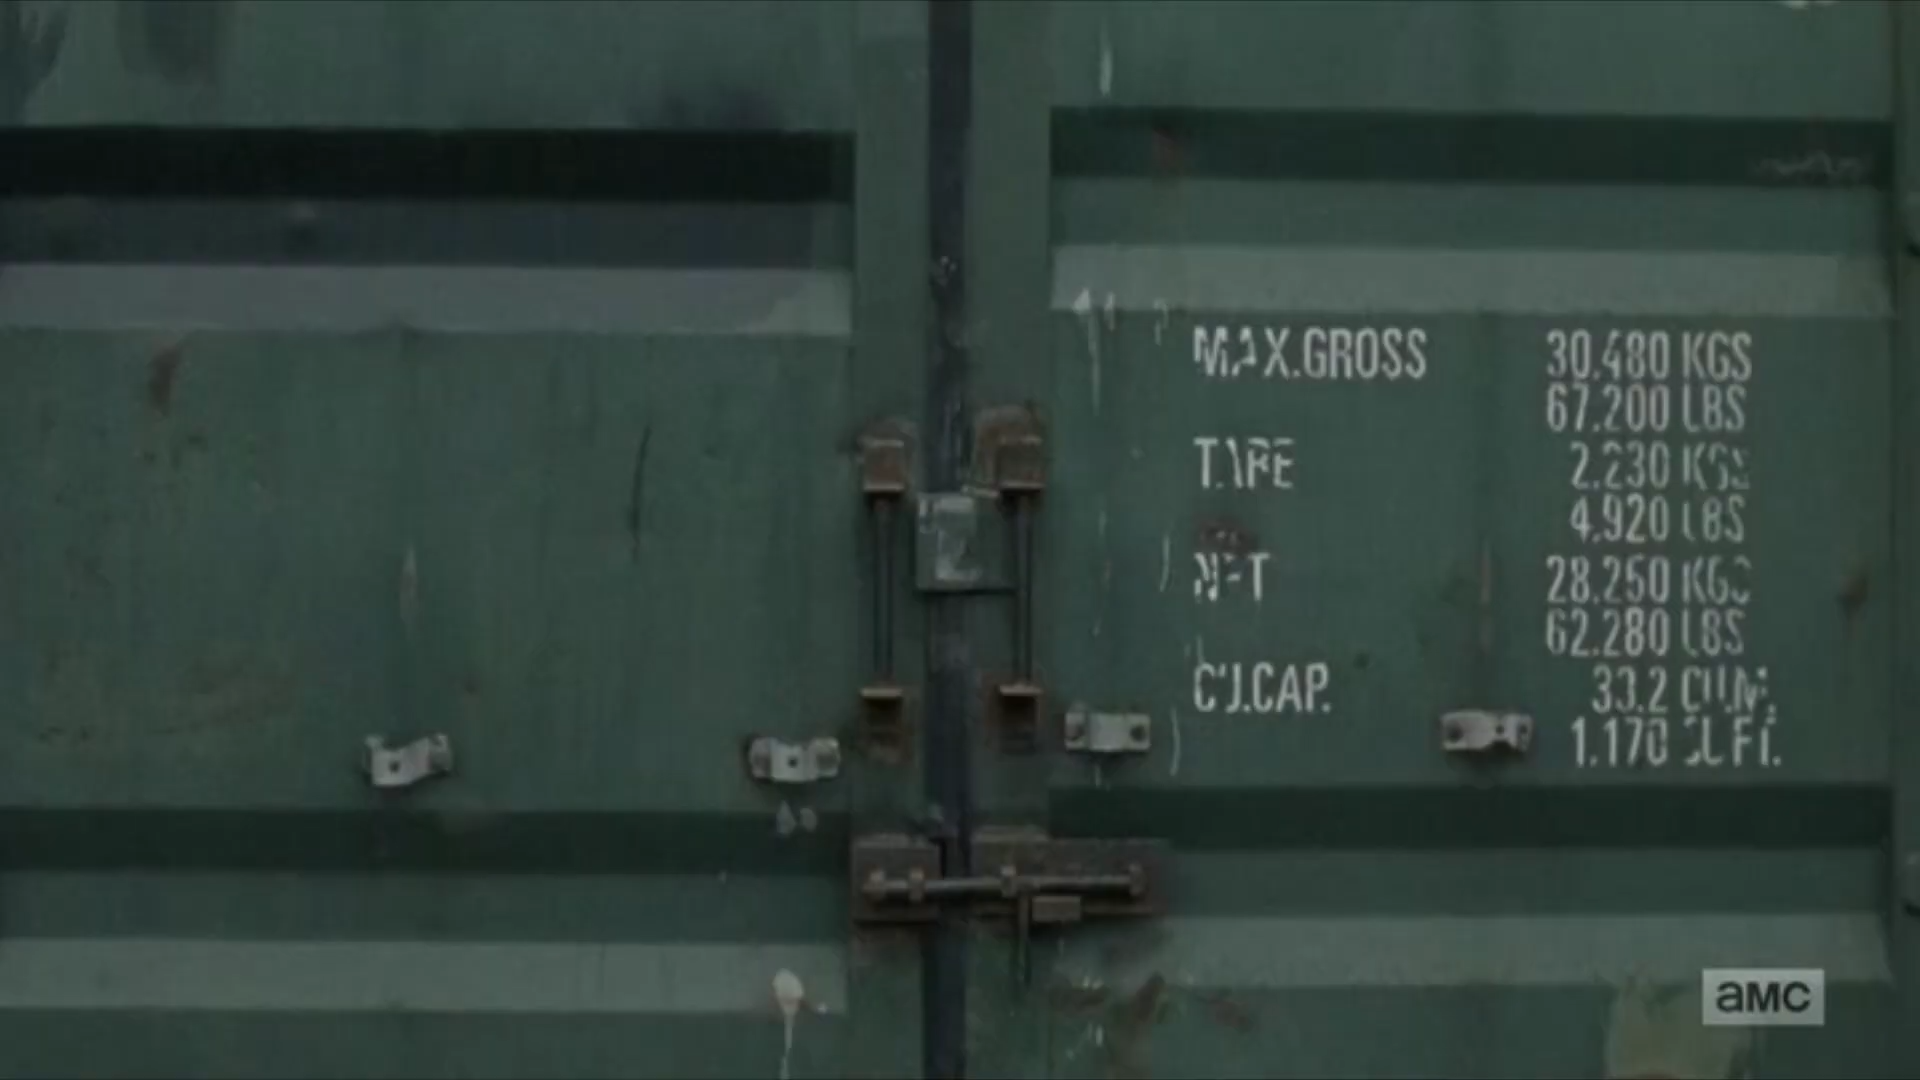 MAX.GROSS 30.480 KGS
67.200 LBS
TARE 2.230 KGS
4.920 LBS
NET 28.250 KGS
62.280 LBS
CU.CAP. 33.2 CU.M.
1.170 CU.FT.
aMC